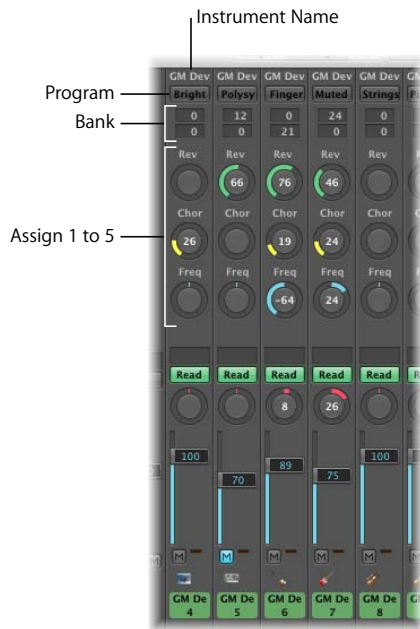 Instrument Name
GM Dev GM Dev GM Dev GM Dev GM Dev
Program
Bright Polysy Finger Muted Strings
Bank
0 12 0 24 0
0 0 21 0 0
Rev Rev Rev Rev Rev
66 76 46
Assign 1 to 5
Chor Chor Chor Chor Chor
26 19 24
Freq Freq Freq Freq Freq
-64 24
Read Read Read Read Read
8 26
100 70 89 75 100
M M M M M M
GM De GM De GM De GM De GM De
4 5 6 7 8